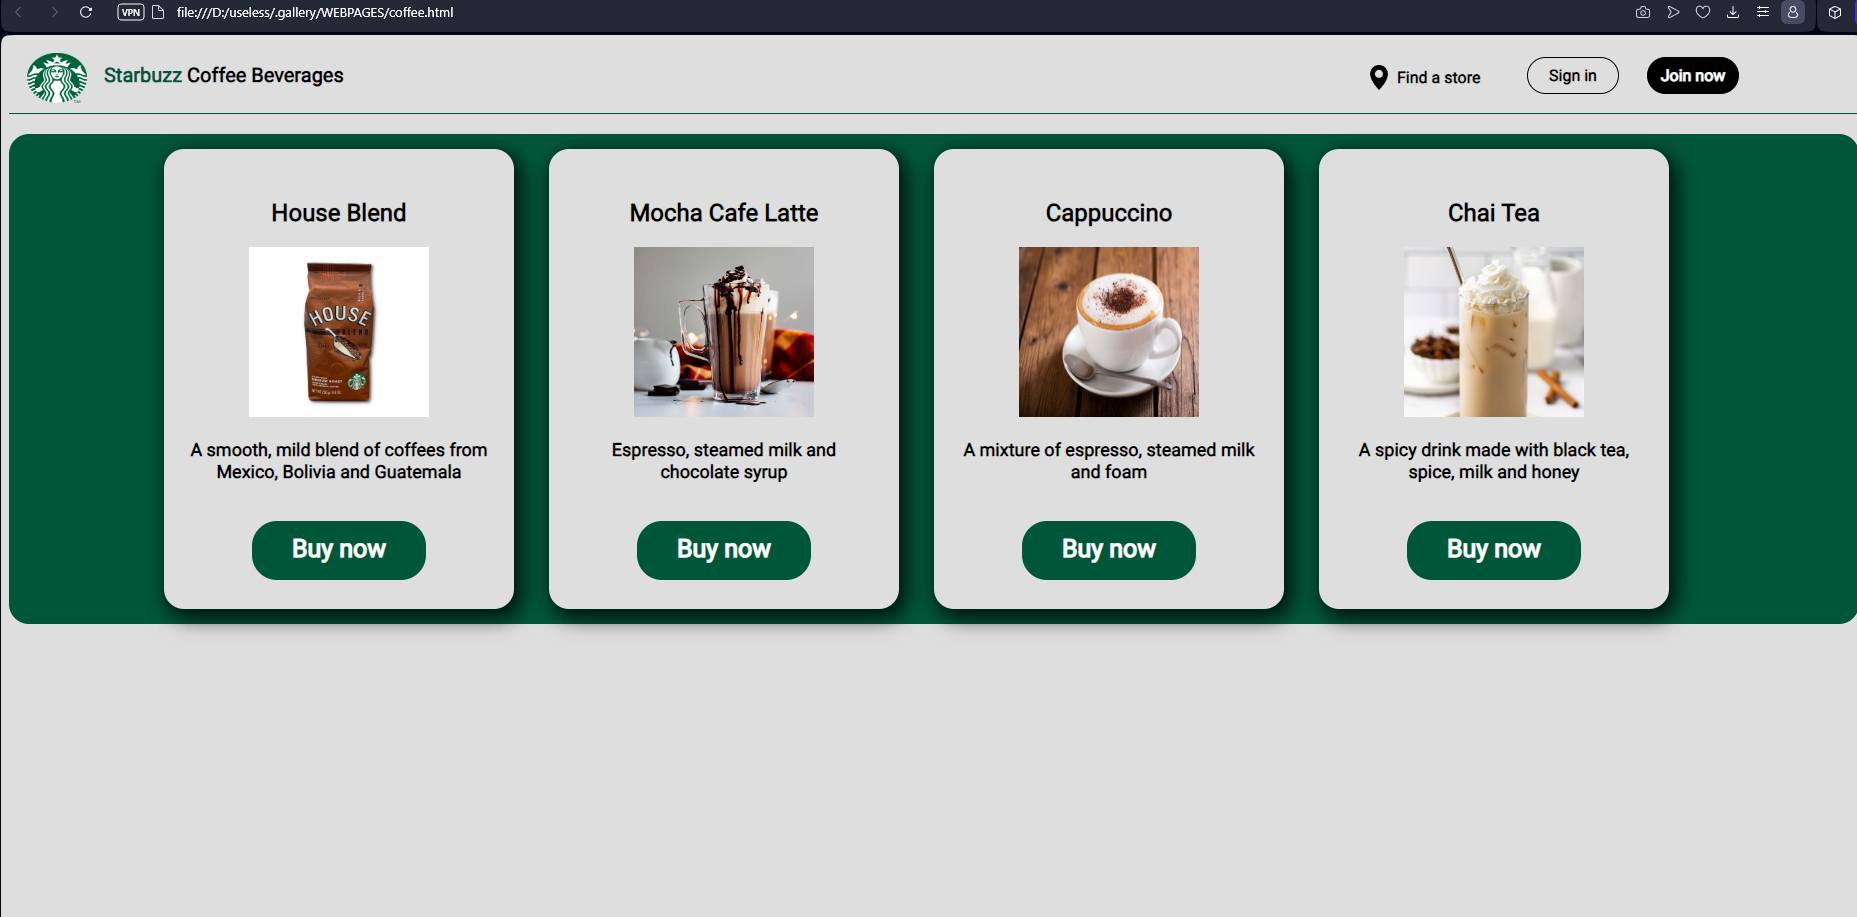 VPN file:///D:/useless/.gallery/WEBPAGES/coffee.html
Starbuzz Coffee Beverages
Find a store
Sign in
Join now
House Blend
HOUSE
BLEND
A smooth, mild blend of coffees from
Mexico, Bolivia and Guatemala
Buy now
Mocha Cafe Latte
Espresso, steamed milk and
chocolate syrup
Buy now
Cappuccino
A mixture of espresso, steamed milk
and foam
Buy now
Chai Tea
A spicy drink made with black tea,
spice, milk and honey
Buy now